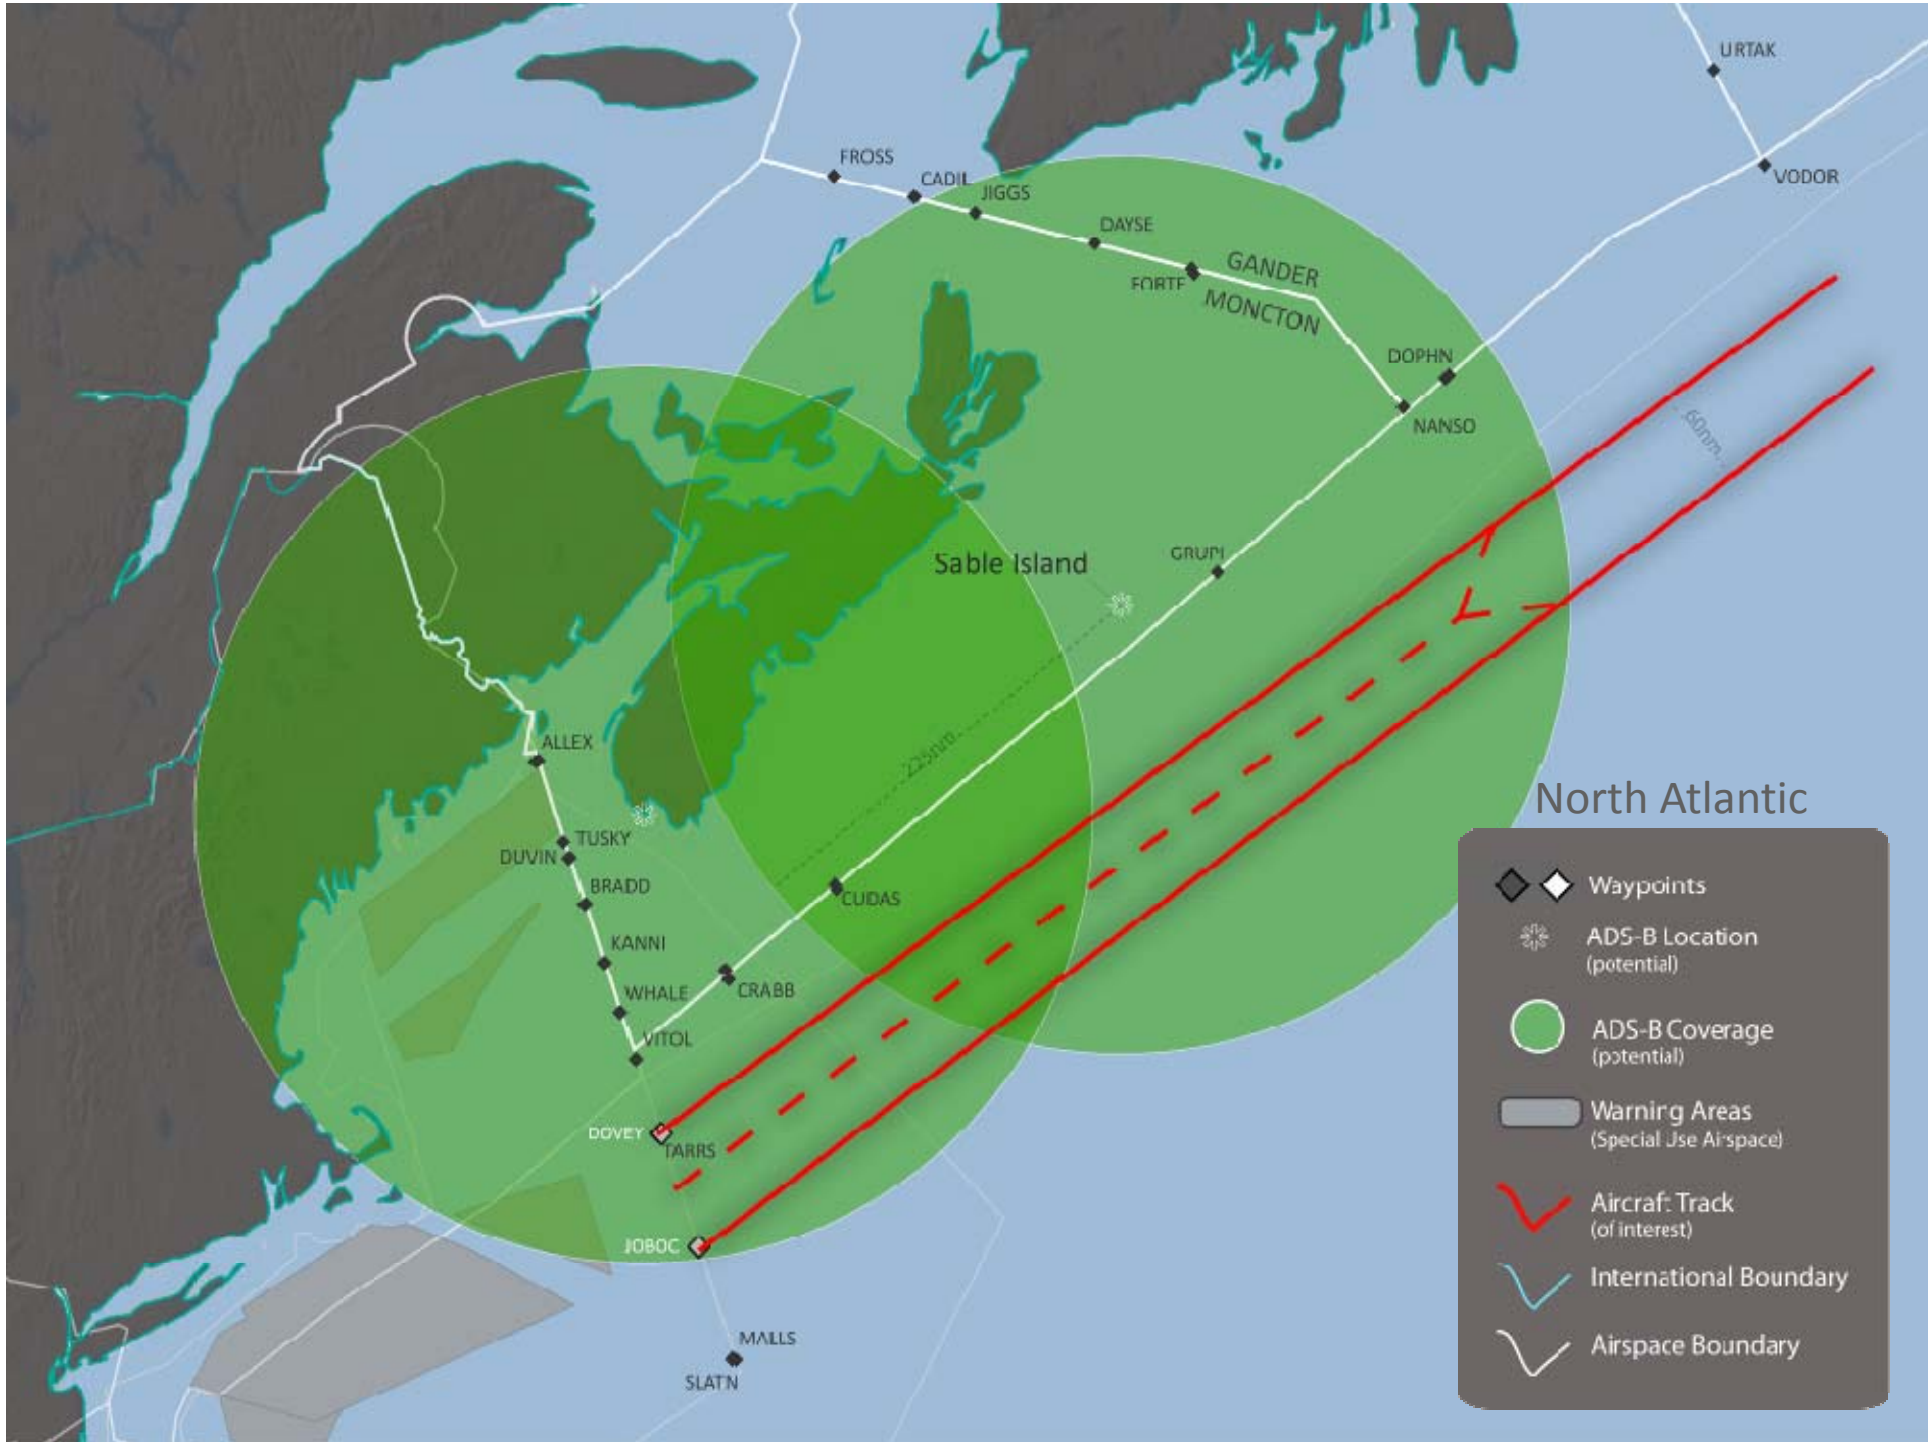 URTAK
FROSS
VODOR
CADIL
JIGGS
DAYSE
GANDER
FORTE
MONCTON
DOPHN
NANSO
60nm
GRUPI
Sable Island
ALLEX
225nm
North Atlantic
TUSKY
DUVIN
BRADD
CUDAS
KANNI
CRABB
WHALE
VITOL
DOVEY
TARRS
JOBOC
MALLS
SLATN
Waypoints
ADS-B Location
(potential)
ADS-B Coverage
(potential)
Warning Areas
(Special Use Airspace)
Aircraft Track
(of interest)
International Boundary
Airspace Boundary